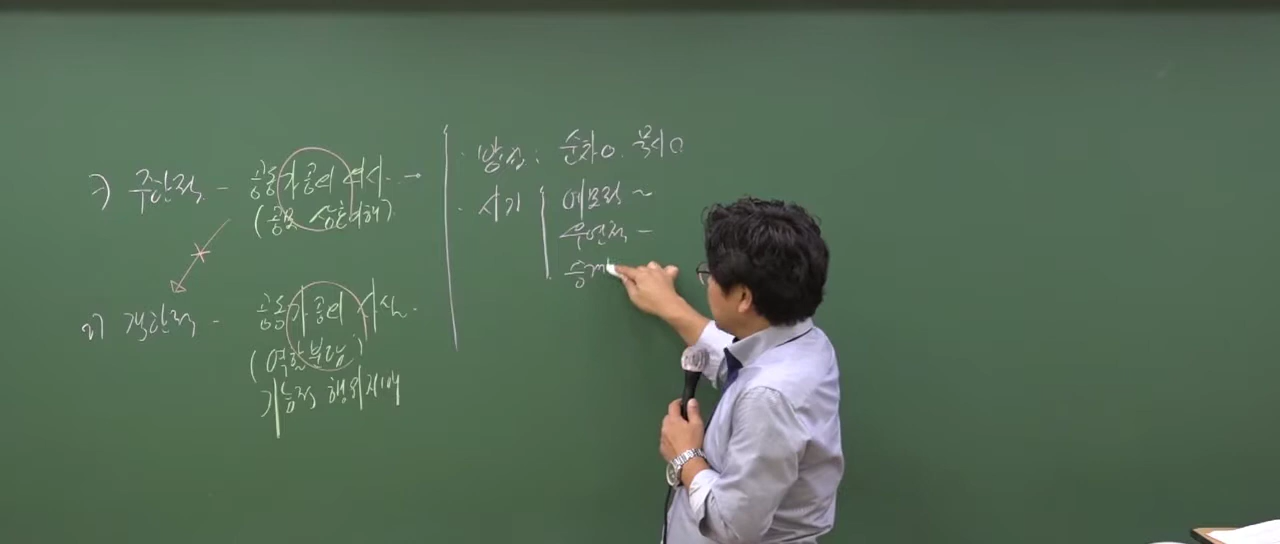 1) 주관적 - 공동가공의 의사 →
(공모 상호이해)
2) 객관적 - 공동가공의 사실
(역할분담)
기능적 행위지배
· 방법 : 순차 O. 묵시 O
· 시기
예모적 ~
우연적 -
승계